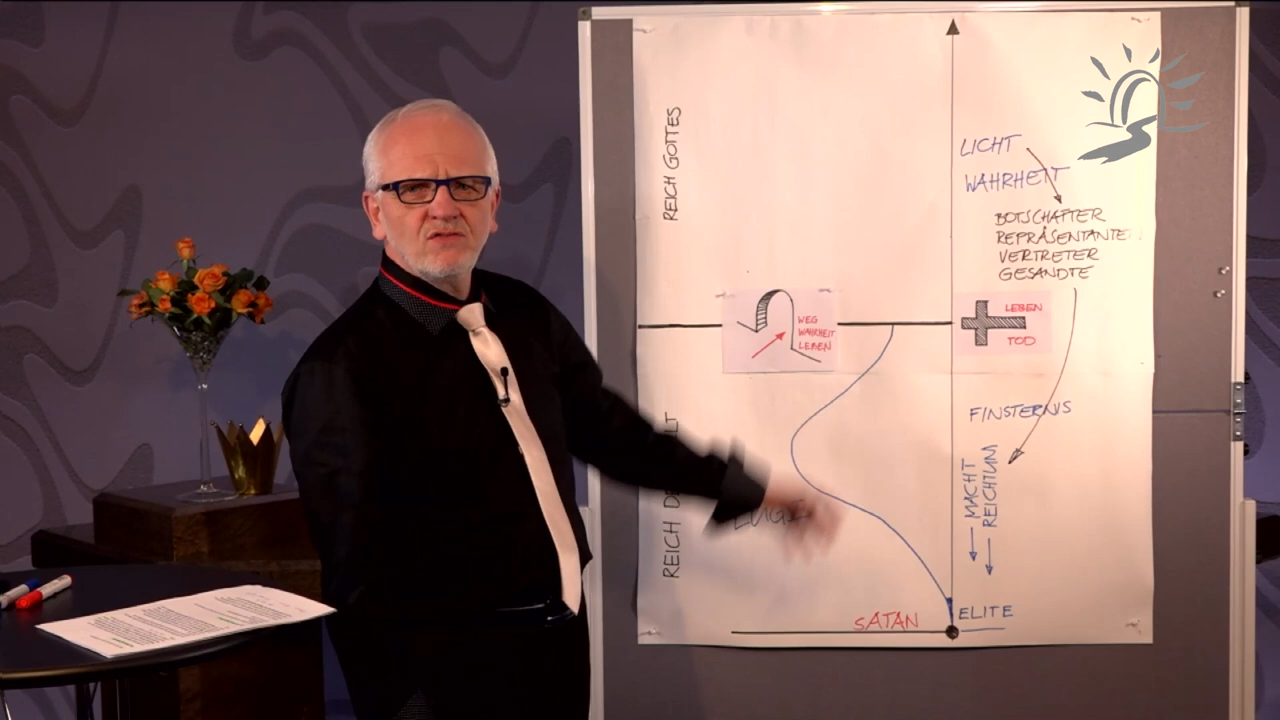 REICH GOTTES
LICHT
WAHRHEIT
BOTSCHAFTER
REPRÄSENTANTEN
VERTRETER
GESANDTE
WEG
WAHRHEIT
LEBEN
LEBEN
TOD
FINSTERNIS
MACHT
REICHTUM
REICH
SATAN
ELITE